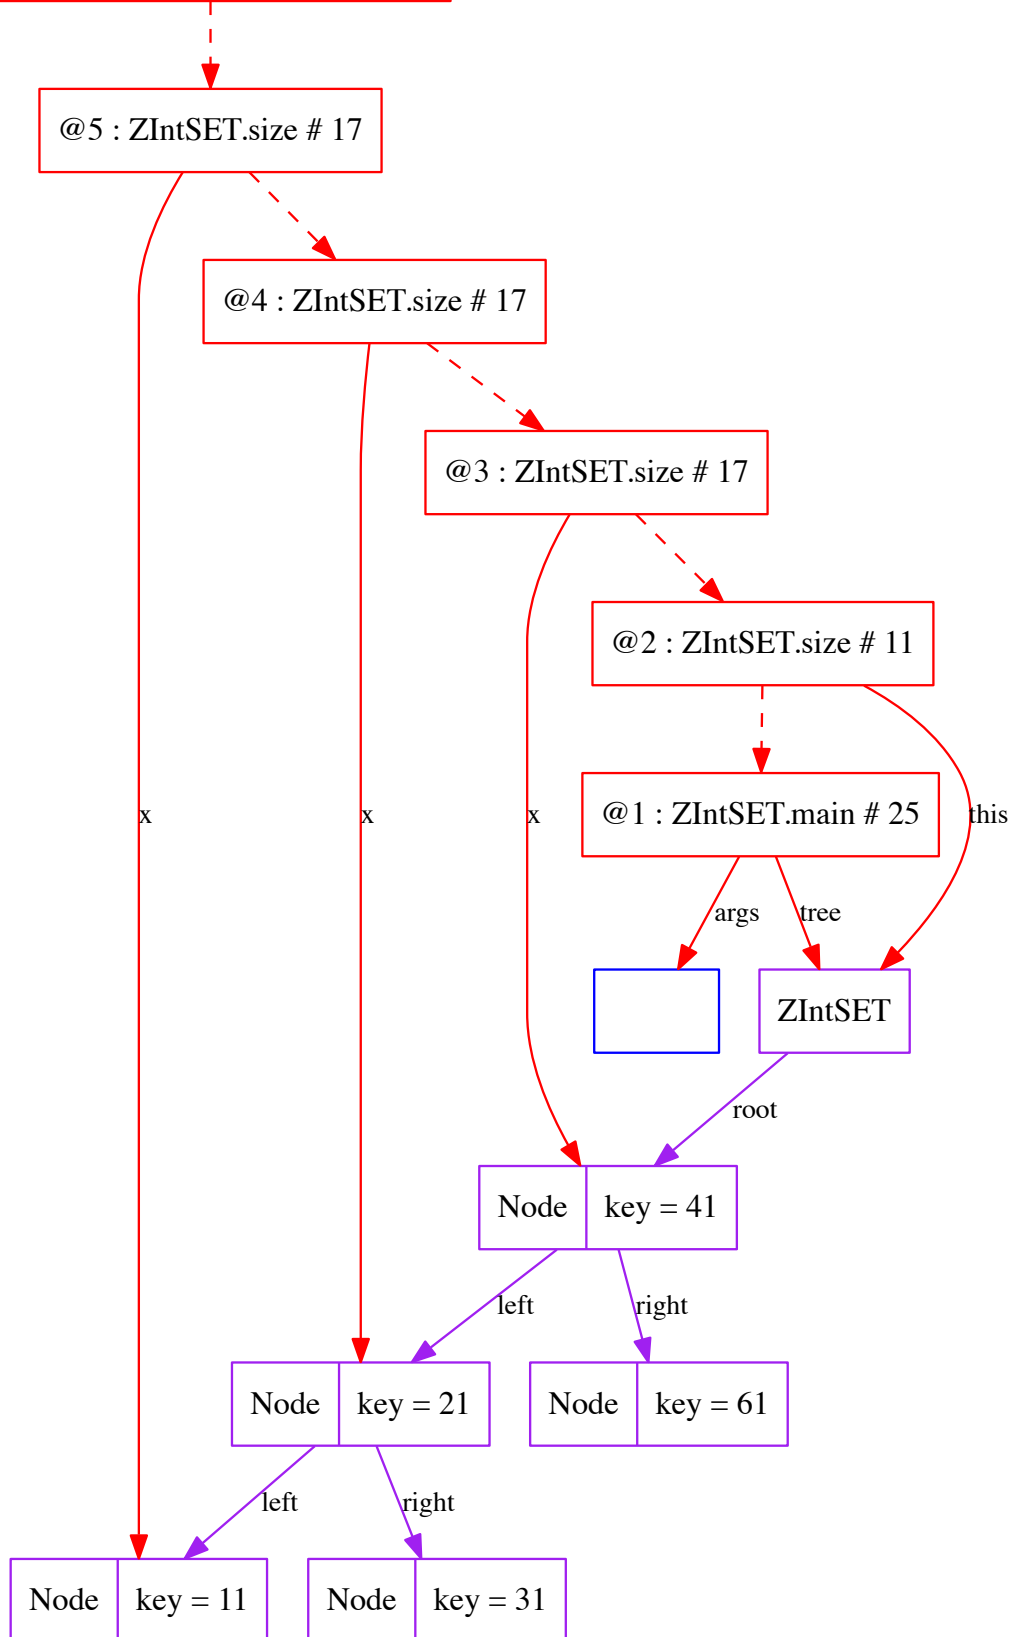 @5 : ZIntSET.size # 17
@4 : ZIntSET.size # 17
@3 : ZIntSET.size # 17
@2 : ZIntSET.size # 11
@1 : ZIntSET.main # 25
x
x
x
this
args
tree
ZIntSET
root
Node key = 41
left
right
Node key = 21
Node key = 61
left
right
Node key = 11
Node key = 31